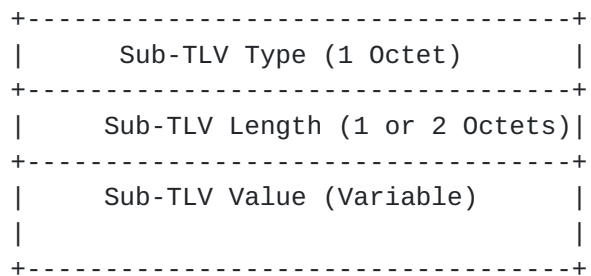 +-----------------------------------+
|      Sub-TLV Type (1 Octet)       |
+-----------------------------------+
|     Sub-TLV Length (1 or 2 Octets)|
+-----------------------------------+
|     Sub-TLV Value (Variable)      |
|                                   |
+-----------------------------------+